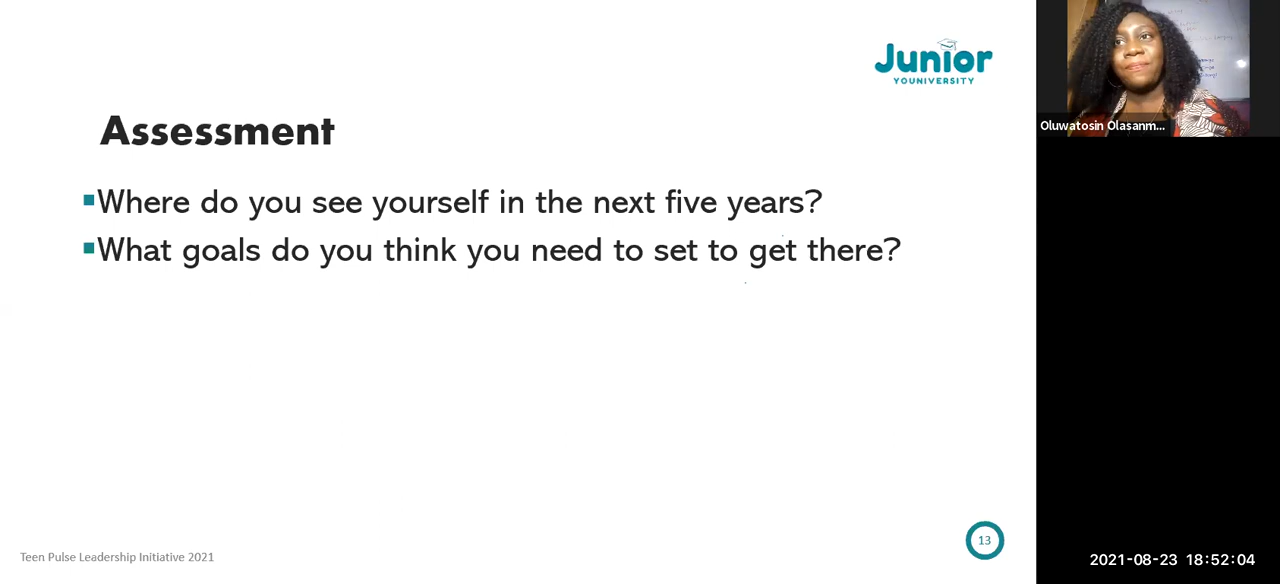 Junior
YOUNIVERSITY
Assessment
Where do you see yourself in the next five years?
What goals do you think you need to set to get there?
Teen Pulse Leadership Initiative 2021
13
Oluwatosin Olasanm...
2021-08-23 18:52:04